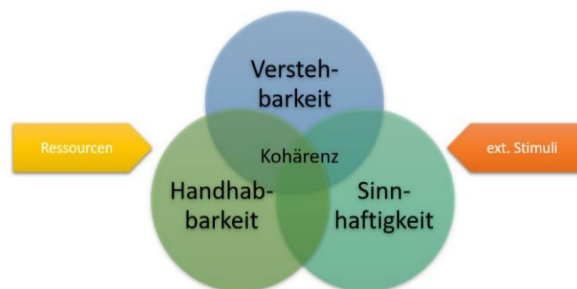 Versteh-
barkeit
Ressourcen
Kohärenz
ext. Stimuli
Handhab-
barkeit
Sinn-
haftigkeit